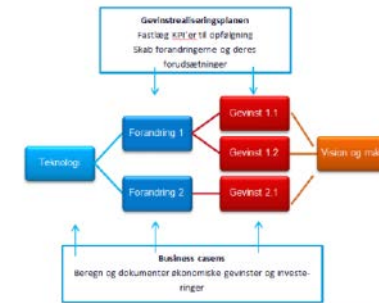 Gevinstrealiseringsplanen
Fastlæg KPI'er til opfølgning
Skab forandringerne og deres
forudsætninger
Gevinst 1.1
Forandring 1
Gevinst 1.2
Teknologi
Vision og mål
Forandring 2
Gevinst 2.1
Business casens
Beregn og dokumenter økonomiske gevinster og investe-
ringer